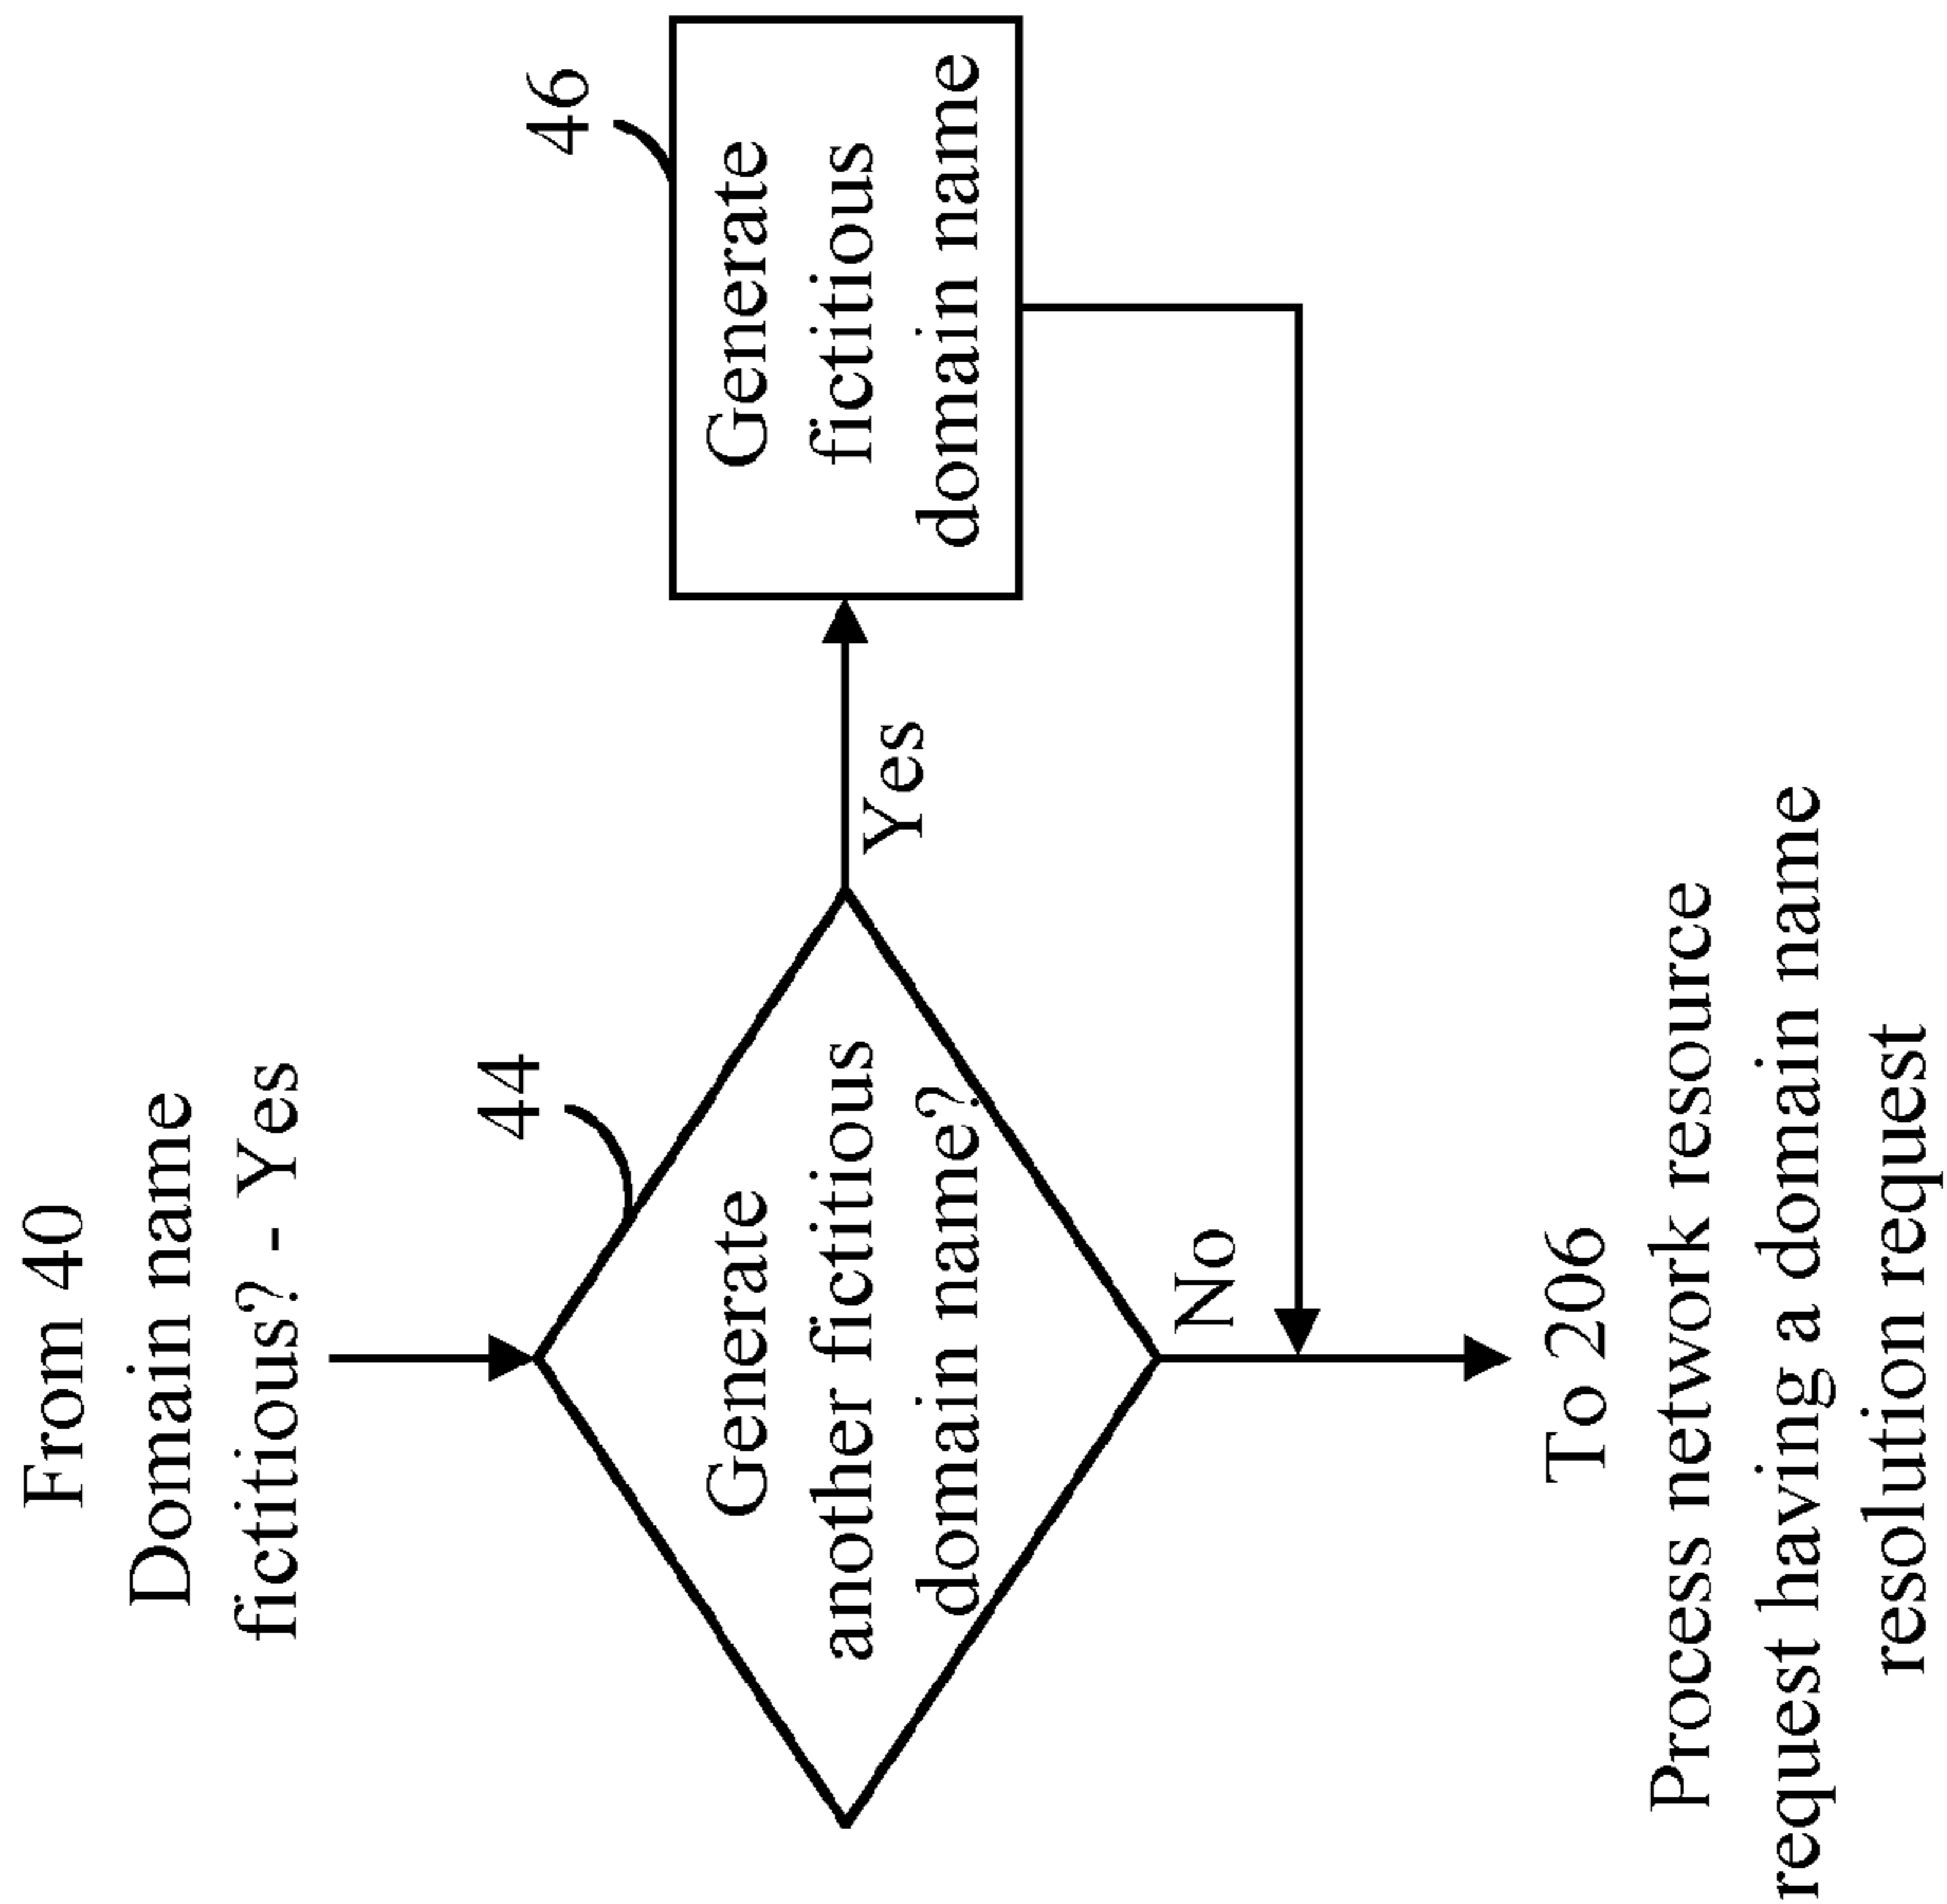 From 40
Domain name
fictitious? - Yes
44
Generate
another fictitious
domain name?
Yes
46
Generate
fictitious
domain name
No
To 206
Process network resource
request having a domain name
resolution request